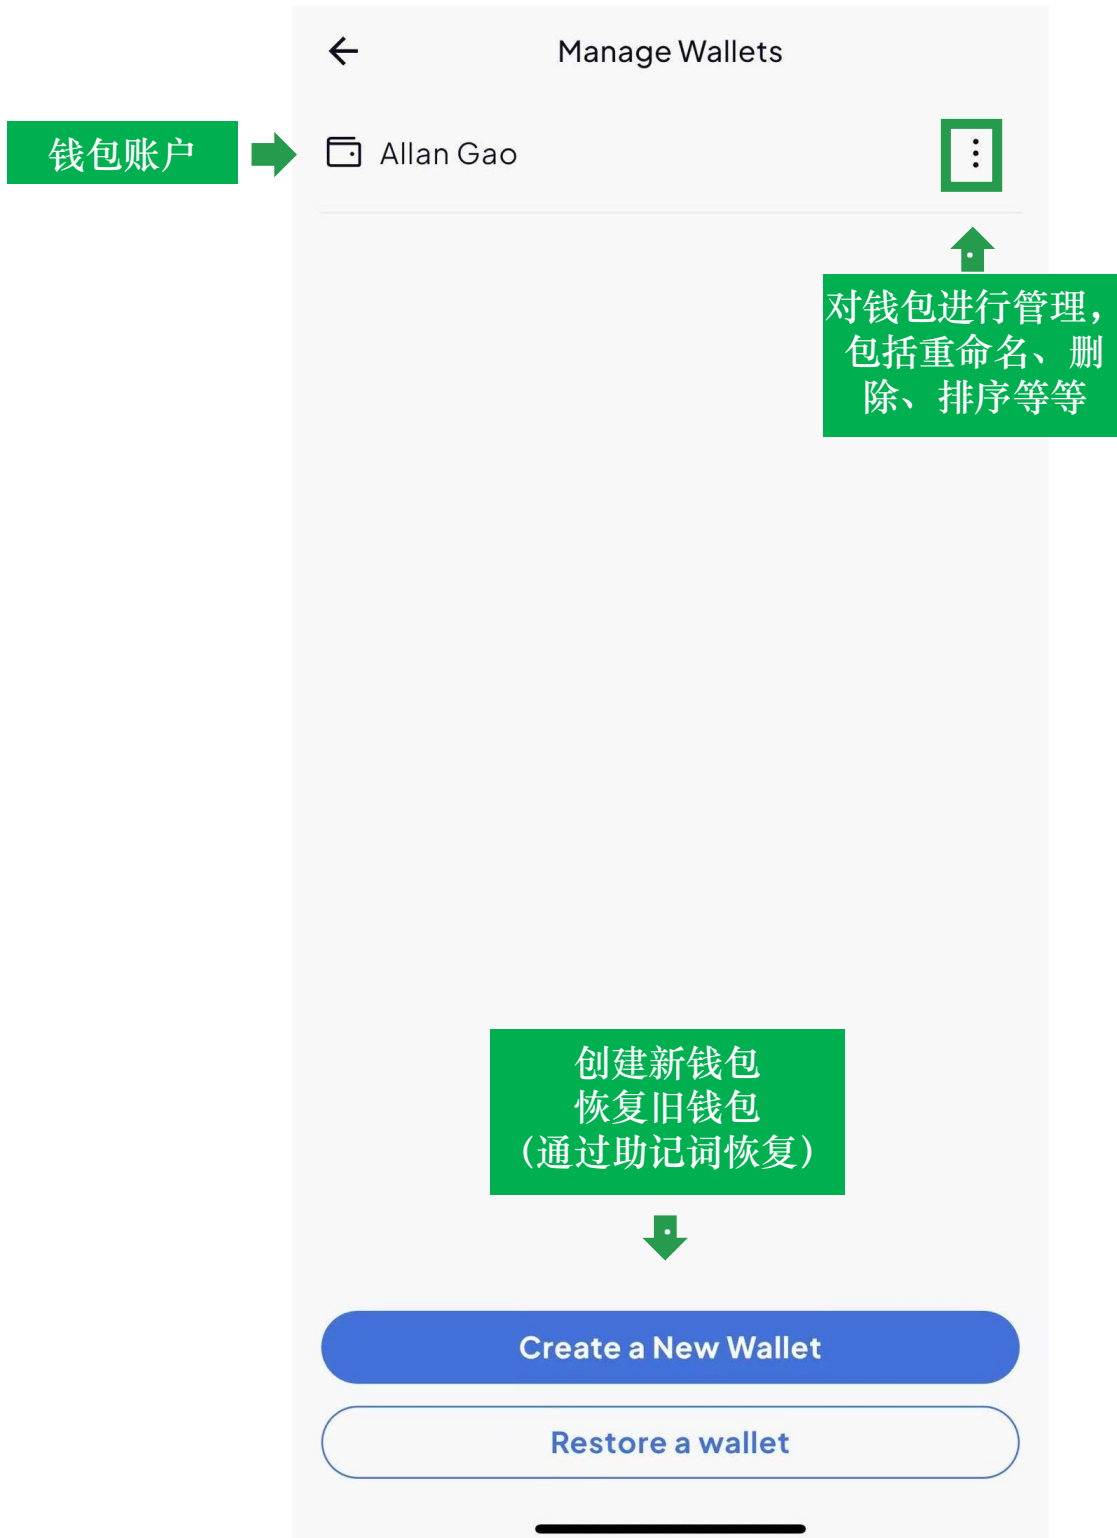 Manage Wallets
钱包账户
Allan Gao
对钱包进行管理，
包括重命名、删
除、排序等等
创建新钱包
恢复旧钱包
（通过助记词恢复）
Create a New Wallet
Restore a wallet